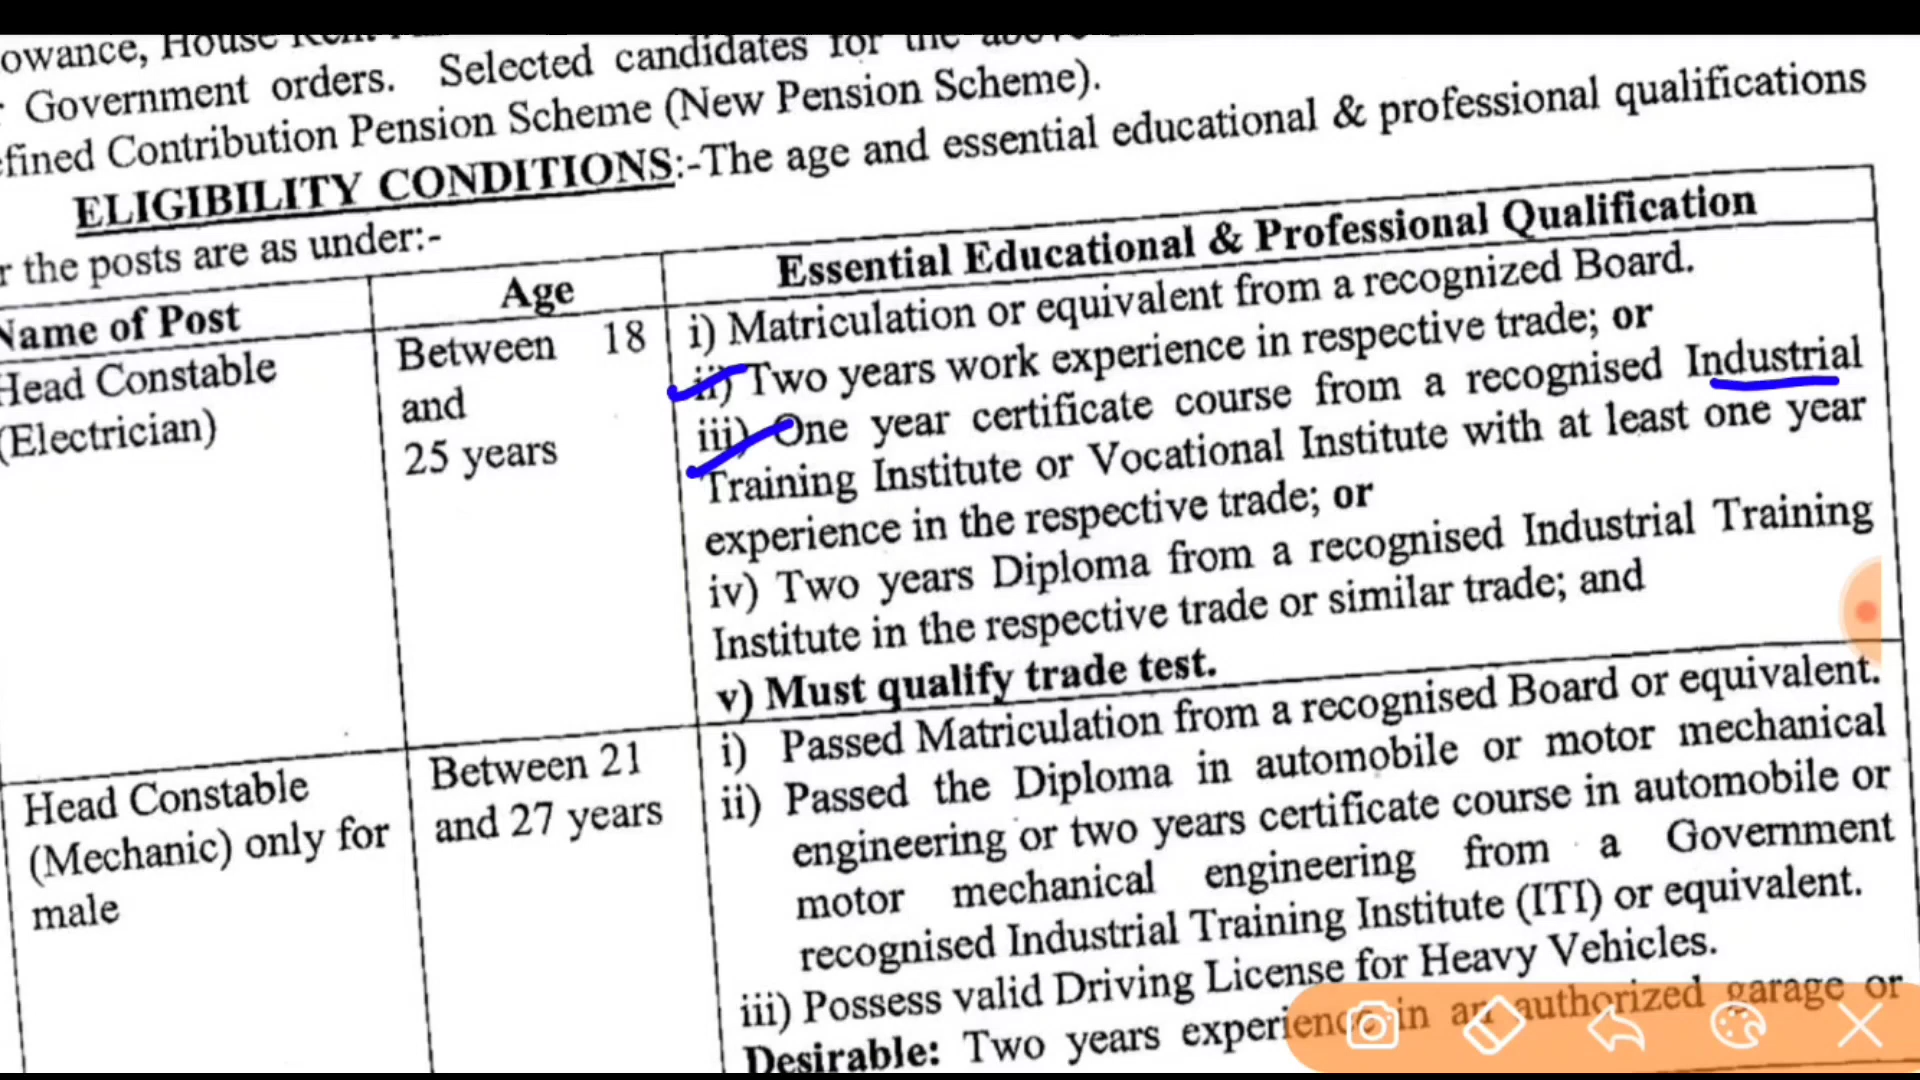 owance, House Rent
Government orders. Selected candidates for the above
fined Contribution Pension Scheme (New Pension Scheme).
ELIGIBILITY CONDITIONS:-The age and essential educational & professional qualifications
r the posts are as under:-
Name of Post
Age
Essential Educational & Professional Qualification
Head Constable
(Electrician)
Between 18
and
25 years
i) Matriculation or equivalent from a recognized Board.
ii) Two years work experience in respective trade; or
iii) One year certificate course from a recognised Industrial
Training Institute or Vocational Institute with at least one year
experience in the respective trade; or
iv) Two years Diploma from a recognised Industrial Training
Institute in the respective trade or similar trade; and
v) Must qualify trade test.
Head Constable
(Mechanic) only for
male
Between 21
and 27 years
i) Passed Matriculation from a recognised Board or equivalent.
ii) Passed the Diploma in automobile or motor mechanical
engineering or two years certificate course in automobile or
motor mechanical engineering from a Government
recognised Industrial Training Institute (ITI) or equivalent.
iii) Possess valid Driving License for Heavy Vehicles.
Desirable: Two years experience in an authorized garage or